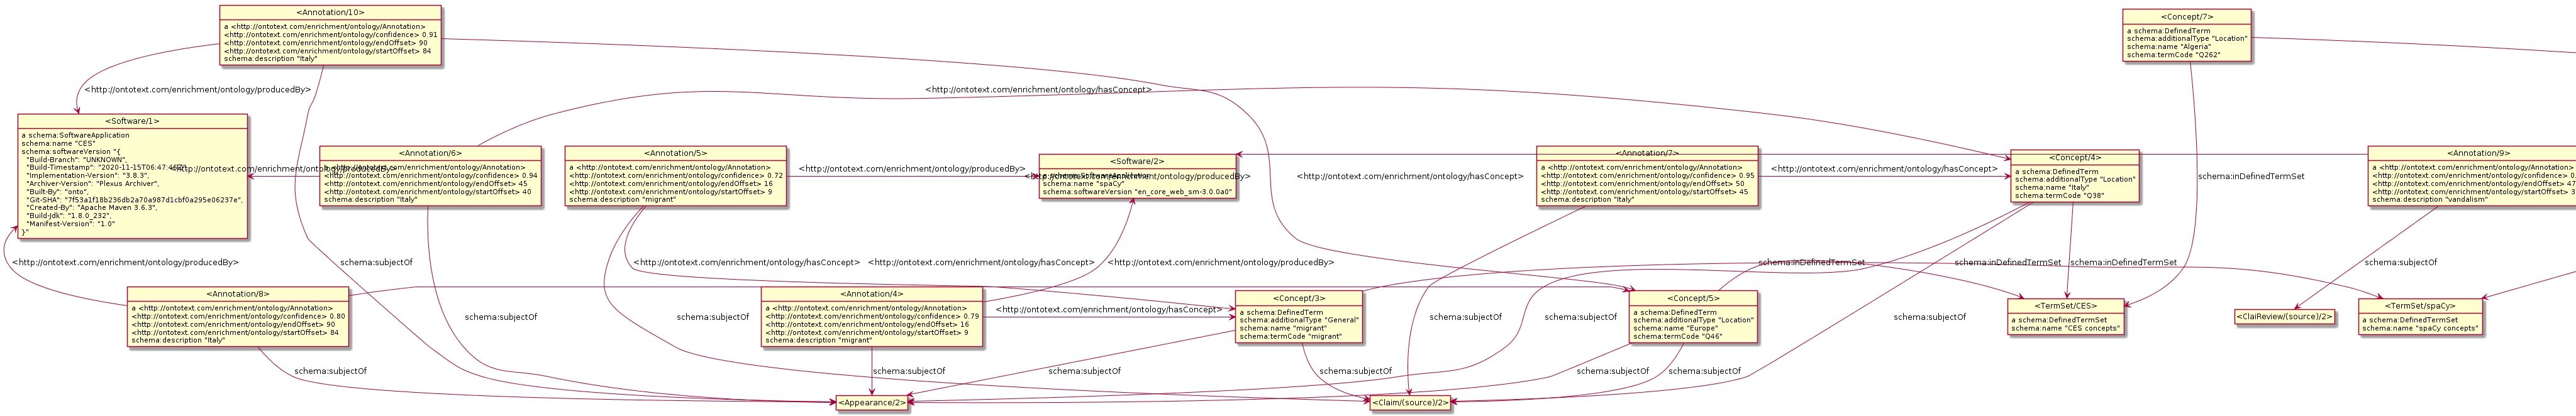 <Annotation/10>
a <http://ontotext.com/enrichment/ontology/Annotation>
<http://ontotext.com/enrichment/ontology/confidence> 0.91
<http://ontotext.com/enrichment/ontology/endOffset> 90
<http://ontotext.com/enrichment/ontology/startOffset> 84
schema:description "Italy"
<Concept/7>
a schema:DefinedTerm
schema:additionalType "Location"
schema:name "Algeria"
schema:termCode "Q262"
<http://ontotext.com/enrichment/ontology/producedBy>
<http://ontotext.com/enrichment/ontology/hasConcept>
<Software/1>
a schema:SoftwareApplication
schema:name "CES"
schema:softwareVersion "{
"Build-Branch": "UNKNOWN",
"Build-Timestamp": "2020-11-15T06:47:46Z",
"Implementation-Version": "3.8.3",
"Archiver-Version": "Plexus Archiver",
"Built-By": "onto",
"Git-SHA": "7f53a1f18b236db2a70a987d1cbf0a295e06237e",
"Created-By": "Apache Maven 3.6.3",
"Build-Jdk": "1.8.0_232",
"Manifest-Version": "1.0"
}"
<http://ontotext.com/enrichment/ontology/producedBy>
<Annotation/6>
a <http://ontotext.com/enrichment/ontology/Annotation>
<http://ontotext.com/enrichment/ontology/confidence> 0.94
<http://ontotext.com/enrichment/ontology/endOffset> 45
<http://ontotext.com/enrichment/ontology/startOffset> 40
schema:description "Italy"
<Annotation/5>
a <http://ontotext.com/enrichment/ontology/Annotation>
<http://ontotext.com/enrichment/ontology/confidence> 0.72
<http://ontotext.com/enrichment/ontology/endOffset> 16
<http://ontotext.com/enrichment/ontology/startOffset> 9
schema:description "migrant"
<http://ontotext.com/enrichment/ontology/producedBy>
<Software/2>
a schema:SoftwareApplication
schema:name "spaCy"
schema:softwareVersion "en_core_web_sm-3.0.0a0"
<http://ontotext.com/enrichment/ontology/producedBy>
<http://ontotext.com/enrichment/ontology/hasConcept>
<Annotation/7>
a <http://ontotext.com/enrichment/ontology/Annotation>
<http://ontotext.com/enrichment/ontology/confidence> 0.95
<http://ontotext.com/enrichment/ontology/endOffset> 50
<http://ontotext.com/enrichment/ontology/startOffset> 45
schema:description "Italy"
<http://ontotext.com/enrichment/ontology/hasConcept>
<Concept/4>
a schema:DefinedTerm
schema:additionalType "Location"
schema:name "Italy"
schema:termCode "Q38"
schema:inDefinedTermSet
<Annotation/9>
a <http://ontotext.com/enrichment/ontology/Annotation>
<http://ontotext.com/enrichment/ontology/confidence> 0.
<http://ontotext.com/enrichment/ontology/endOffset> 47
<http://ontotext.com/enrichment/ontology/startOffset> 3
schema:description "vandalism"
<http://ontotext.com/enrichment/ontology/producedBy>
schema:subjectOf
<http://ontotext.com/enrichment/ontology/hasConcept>
<http://ontotext.com/enrichment/ontology/hasConcept>
<http://ontotext.com/enrichment/ontology/producedBy>
schema:inDefinedTermSet
schema:inDefinedTermSet
schema:inDefinedTermSet
schema:subjectOf
<Annotation/8>
a <http://ontotext.com/enrichment/ontology/Annotation>
<http://ontotext.com/enrichment/ontology/confidence> 0.80
<http://ontotext.com/enrichment/ontology/endOffset> 90
<http://ontotext.com/enrichment/ontology/startOffset> 84
schema:description "Italy"
schema:subjectOf
schema:subjectOf
<Annotation/4>
a <http://ontotext.com/enrichment/ontology/Annotation>
<http://ontotext.com/enrichment/ontology/confidence> 0.79
<http://ontotext.com/enrichment/ontology/endOffset> 16
<http://ontotext.com/enrichment/ontology/startOffset> 9
schema:description "migrant"
<http://ontotext.com/enrichment/ontology/hasConcept>
<Concept/3>
a schema:DefinedTerm
schema:additionalType "General"
schema:name "migrant"
schema:termCode "migrant"
schema:subjectOf
schema:subjectOf
<Concept/5>
a schema:DefinedTerm
schema:additionalType "Location"
schema:name "Europe"
schema:termCode "Q46"
schema:subjectOf
<TermSet/CES>
a schema:DefinedTermSet
schema:name "CES concepts"
<ClaiReview/(source)/2>
<TermSet/spaCy>
a schema:DefinedTermSet
schema:name "spaCy concepts"
schema:subjectOf
schema:subjectOf
schema:subjectOf
schema:subjectOf
schema:subjectOf
schema:subjectOf
<Appearance/2>
<Claim/(source)/2>